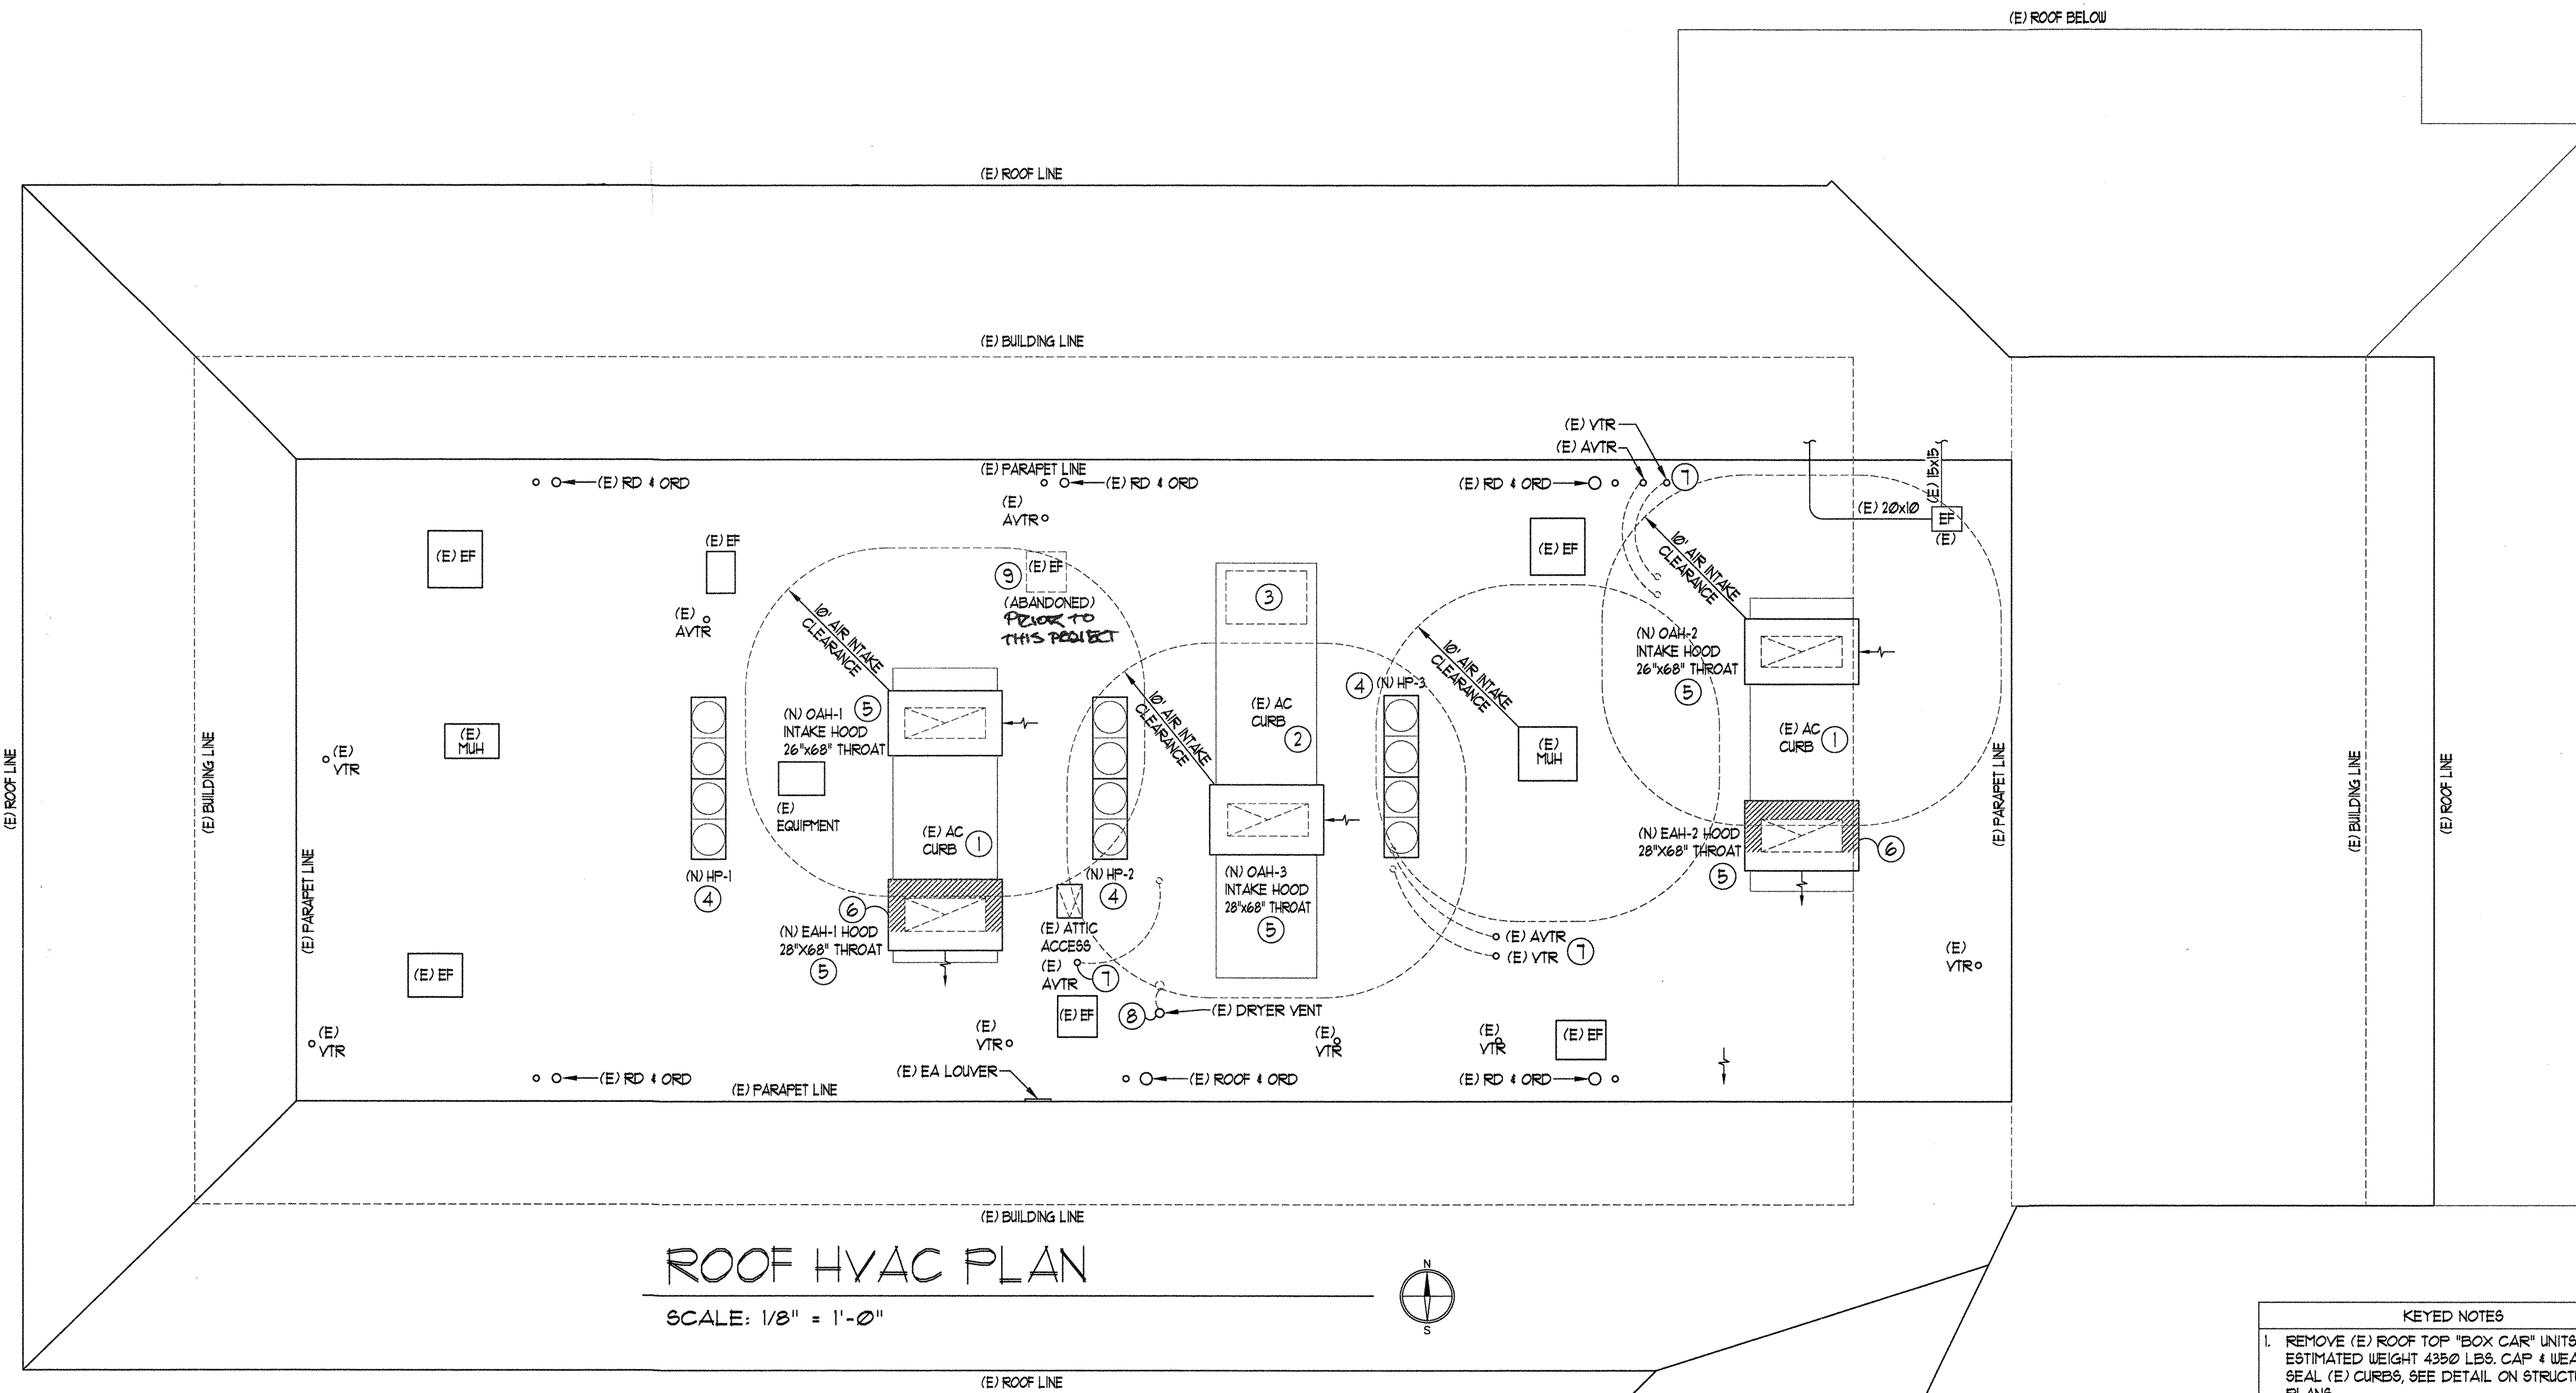 (E) ROOF BELOW
(E) ROOF LINE
(E) BUILDING LINE
(E) VTR
(E) AVTR
7
(E) PARAPET LINE
(E) RD & ORD
(E) RD & ORD
(E) RD & ORD
(E) 15x15
(E) 20x10
EF
(E)
(E)
AVTR
(E) EF
(E) EF
9
(E) EF
(ABANDONED)
PRIOR TO
THIS PROJECT
3
(E) EF
10' AIR INTAKE
CLEARANCE
10' AIR INTAKE
CLEARANCE
10' AIR INTAKE
CLEARANCE
10' AIR INTAKE
CLEARANCE
(E)
AVTR
(N) OAH-2
INTAKE HOOD
26"x68" THROAT
5
4
(N) HP-3
(N) OAH-1
INTAKE HOOD
26"x68" THROAT
5
(E) AC
CURB
2
(E) AC
CURB
1
(E)
MUH
(E)
MUH
(E)
VTR
(E) ROOF LINE
(E) BUILDING LINE
(E) PARAPET LINE
(E) PARAPET LINE
(E) BUILDING LINE
(E) ROOF LINE
(E)
EQUIPMENT
(E) AC
CURB
1
(N) EAH-2 HOOD
28"X68" THROAT
5
6
(N) HP-1
4
(N) HP-2
4
(N) OAH-3
INTAKE HOOD
28"x68" THROAT
5
6
(N) EAH-1 HOOD
28"X68" THROAT
5
(E) ATTIC
ACCESS
(E)
AVTR
7
(E) AVTR
(E) VTR
7
(E)
VTR
(E) EF
(E) EF
8
(E) DRYER VENT
(E)
VTR
(E)
VTR
(E)
VTR
(E)
VTR
(E) EF
(E) RD & ORD
(E) EA LOUVER
(E) ROOF & ORD
(E) RD & ORD
(E) PARAPET LINE
(E) BUILDING LINE
ROOF HVAC PLAN
SCALE: 1/8" = 1'-0"
N
S
(E) ROOF LINE
KEYED NOTES
1. REMOVE (E) ROOF TOP "BOX CAR" UNITS
ESTIMATED WEIGHT 4350 LBS. CAP & WEA
SEAL (E) CURBS, SEE DETAIL ON STRUCT
PLANS